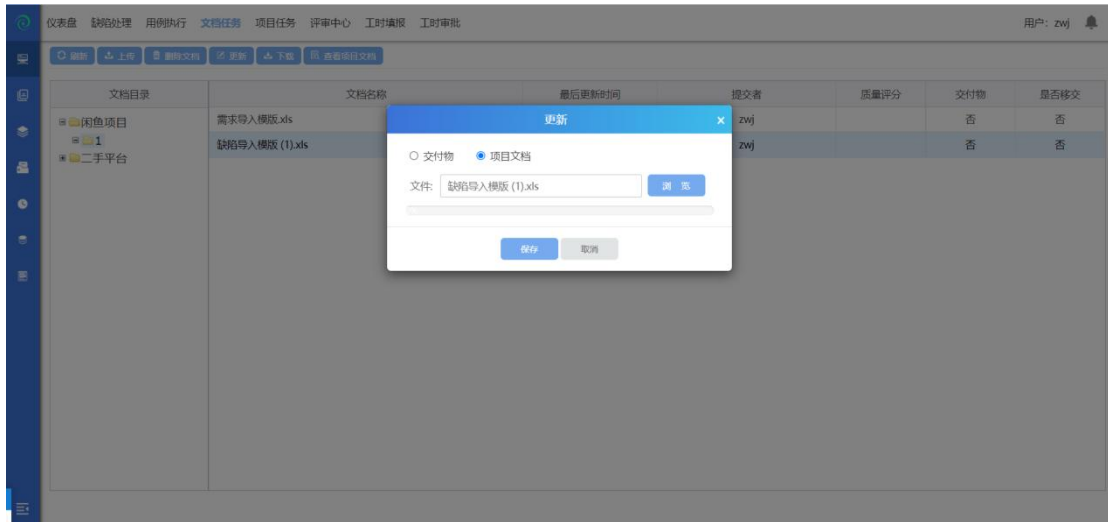 仪表盘 缺陷处理 用例执行 文档任务 项目任务 评审中心 工时填报 工时审批 用户：zwj
刷新 上传 删除文档 更新 下载 查看项目文档
文档目录 文档名称 最后更新时间 提交者 质量评分 交付物 是否移交
闲鱼项目
1
二手平台
需求导入模版.xls zwj 否 否
缺陷导入模版 (1).xls zwj 否 否
更新 ×
交付物 项目文档
文件: 缺陷导入模版 (1).xls 浏 览
保存 取消